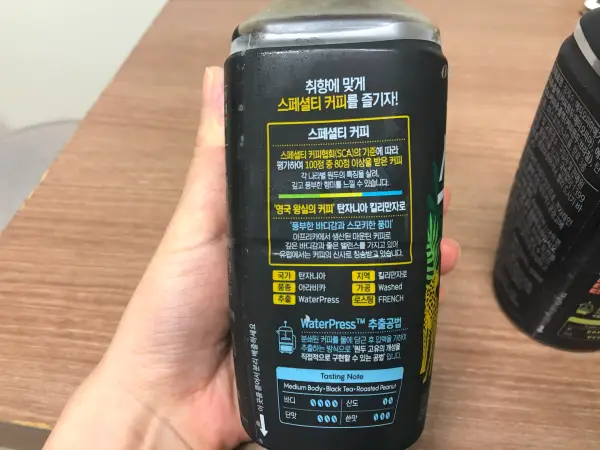 취향에 맞게
스페셜티 커피를 즐기자!
스페셜티 커피
스페셜티 커피협회(SCA)의 기준에 따라
평가하여 100점 중 80점 이상을 받은 커피
각 나라별 원두의 특징을 살려,
깊고 풍부한 향미를 느낄 수 있습니다.
'영국 왕실의 커피' 탄자니아 킬리만자로
'풍부한 바디감과 스모키한 풍미'
아프리카에서 생산된 마운틴 커피로
깊은 바디감과 좋은 밸런스를 가지고 있어
유럽에서는 커피의 신사로 칭송받고 있습니다.
국가 탄자니아 지역 킬리만자로
품종 아라비카 가공 Washed
추출 WaterPress 로스팅 FRENCH
WaterPress™ 추출공법
분쇄된 커피를 물에 담근 후 압력을 가하여
추출하는 방식으로 '원두 고유의 개성을
직접적으로 구현할 수 있는 공법'입니다.
Tasting Note
Medium Body•Black Tea•Roasted Peanut
바디 산도
단맛 쓴맛
이 곳을 뜯어서 분리 배출하세요